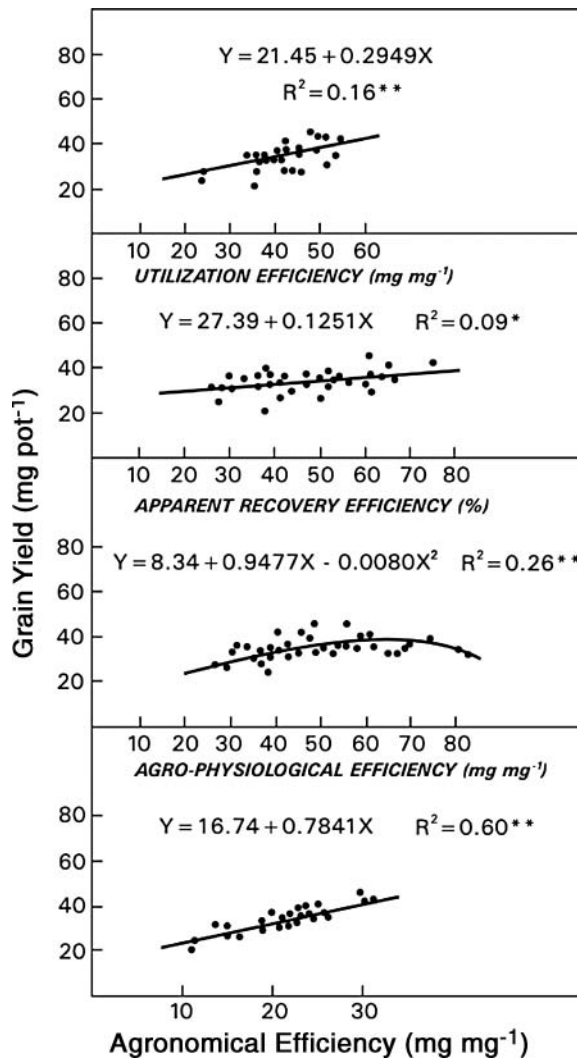 Grain Yield (mg pot⁻¹)
80
60
40
20
Y = 21.45 + 0.2949X
R² = 0.16**
10 20 30 40 50 60
UTILIZATION EFFICIENCY (mg mg⁻¹)
80
60
40
20
Y = 27.39 + 0.1251X R² = 0.09*
10 20 30 40 50 60 70 80
APPARENT RECOVERY EFFICIENCY (%)
80
60
40
20
Y = 8.34 + 0.9477X - 0.0080X² R² = 0.26**
10 20 30 40 50 60 70 80
AGRO-PHYSIOLOGICAL EFFICIENCY (mg mg⁻¹)
80
60
40
20
Y = 16.74 + 0.7841X R² = 0.60**
10 20 30
Agronomical Efficiency (mg mg⁻¹)